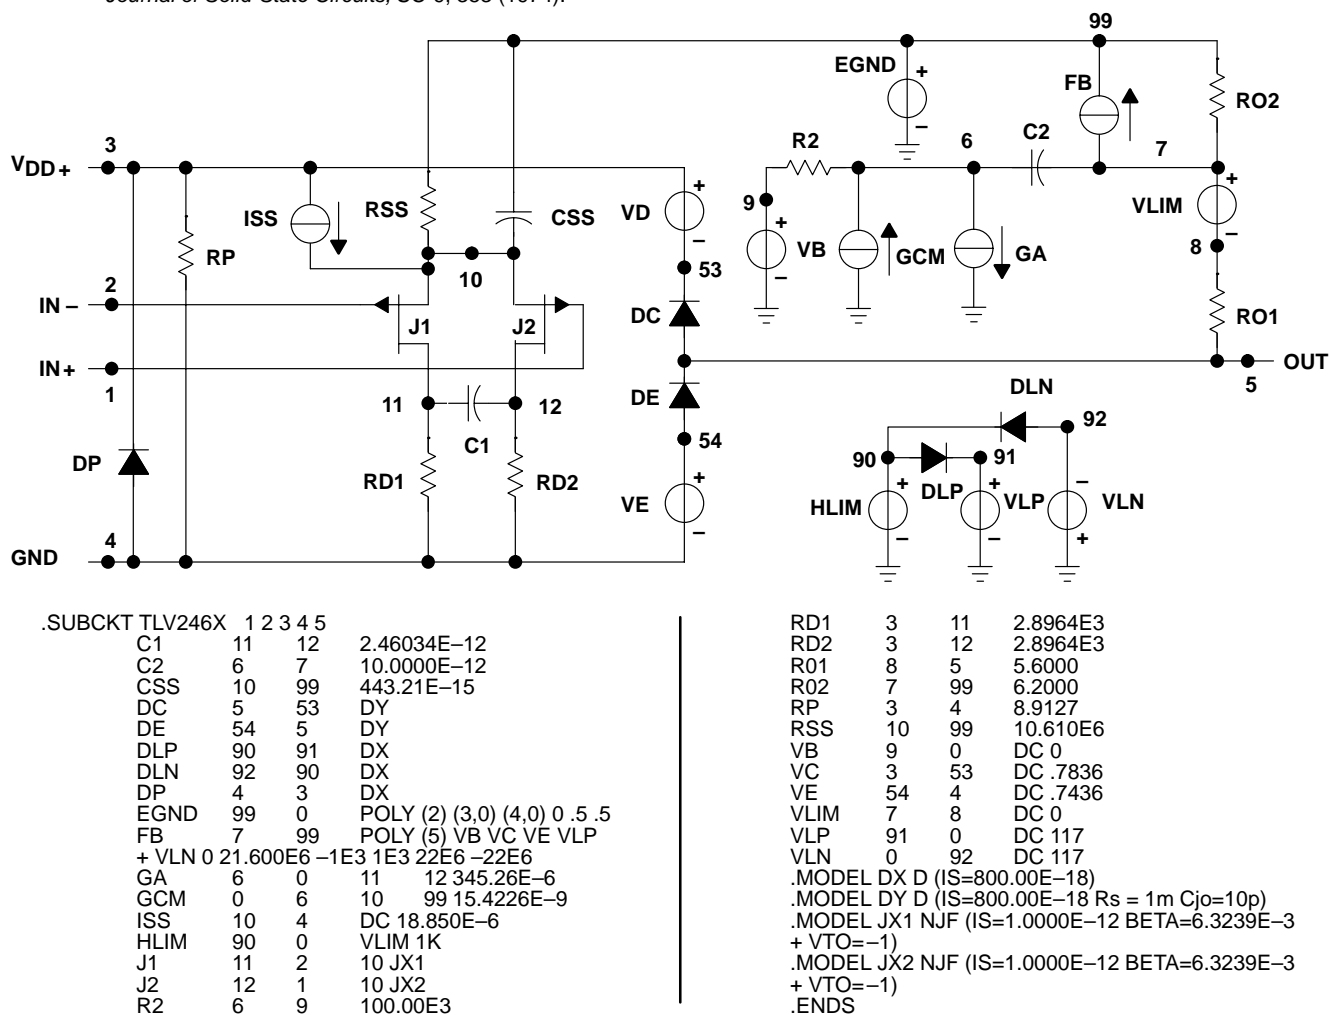 Journal of Solid-State Circuits, SC-9, 353 (1974).
99
EGND
+
–
FB
RO2
3
VDD+
R2
6
C2
7
ISS
RSS
CSS
VD
+
–
9
+
VB
–
GCM
GA
VLIM
+
–
8
RP
10
53
2
IN –
J1
J2
DC
RO1
IN +
1
OUT
5
11
12
C1
DE
54
DLN
92
90
91
DP
RD1
RD2
VE
+
–
HLIM
+
–
DLP
+
VLP
–
–
VLN
+
4
GND
.SUBCKT TLV246X 1 2 3 4 5
C1 11 12 2.46034E–12
C2 6 7 10.0000E–12
CSS 10 99 443.21E–15
DC 5 53 DY
DE 54 5 DY
DLP 90 91 DX
DLN 92 90 DX
DP 4 3 DX
EGND 99 0 POLY (2) (3,0) (4,0) 0 .5 .5
FB 7 99 POLY (5) VB VC VE VLP
+ VLN 0 21.600E6 –1E3 1E3 22E6 –22E6
GA 6 0 11 12 345.26E–6
GCM 0 6 10 99 15.4226E–9
ISS 10 4 DC 18.850E–6
HLIM 90 0 VLIM 1K
J1 11 2 10 JX1
J2 12 1 10 JX2
R2 6 9 100.00E3
RD1 3 11 2.8964E3
RD2 3 12 2.8964E3
R01 8 5 5.6000
R02 7 99 6.2000
RP 3 4 8.9127
RSS 10 99 10.610E6
VB 9 0 DC 0
VC 3 53 DC .7836
VE 54 4 DC .7436
VLIM 7 8 DC 0
VLP 91 0 DC 117
VLN 0 92 DC 117
.MODEL DX D (IS=800.00E–18)
.MODEL DY D (IS=800.00E–18 Rs = 1m Cjo=10p)
.MODEL JX1 NJF (IS=1.0000E–12 BETA=6.3239E–3
+ VTO=–1)
.MODEL JX2 NJF (IS=1.0000E–12 BETA=6.3239E–3
+ VTO=–1)
.ENDS